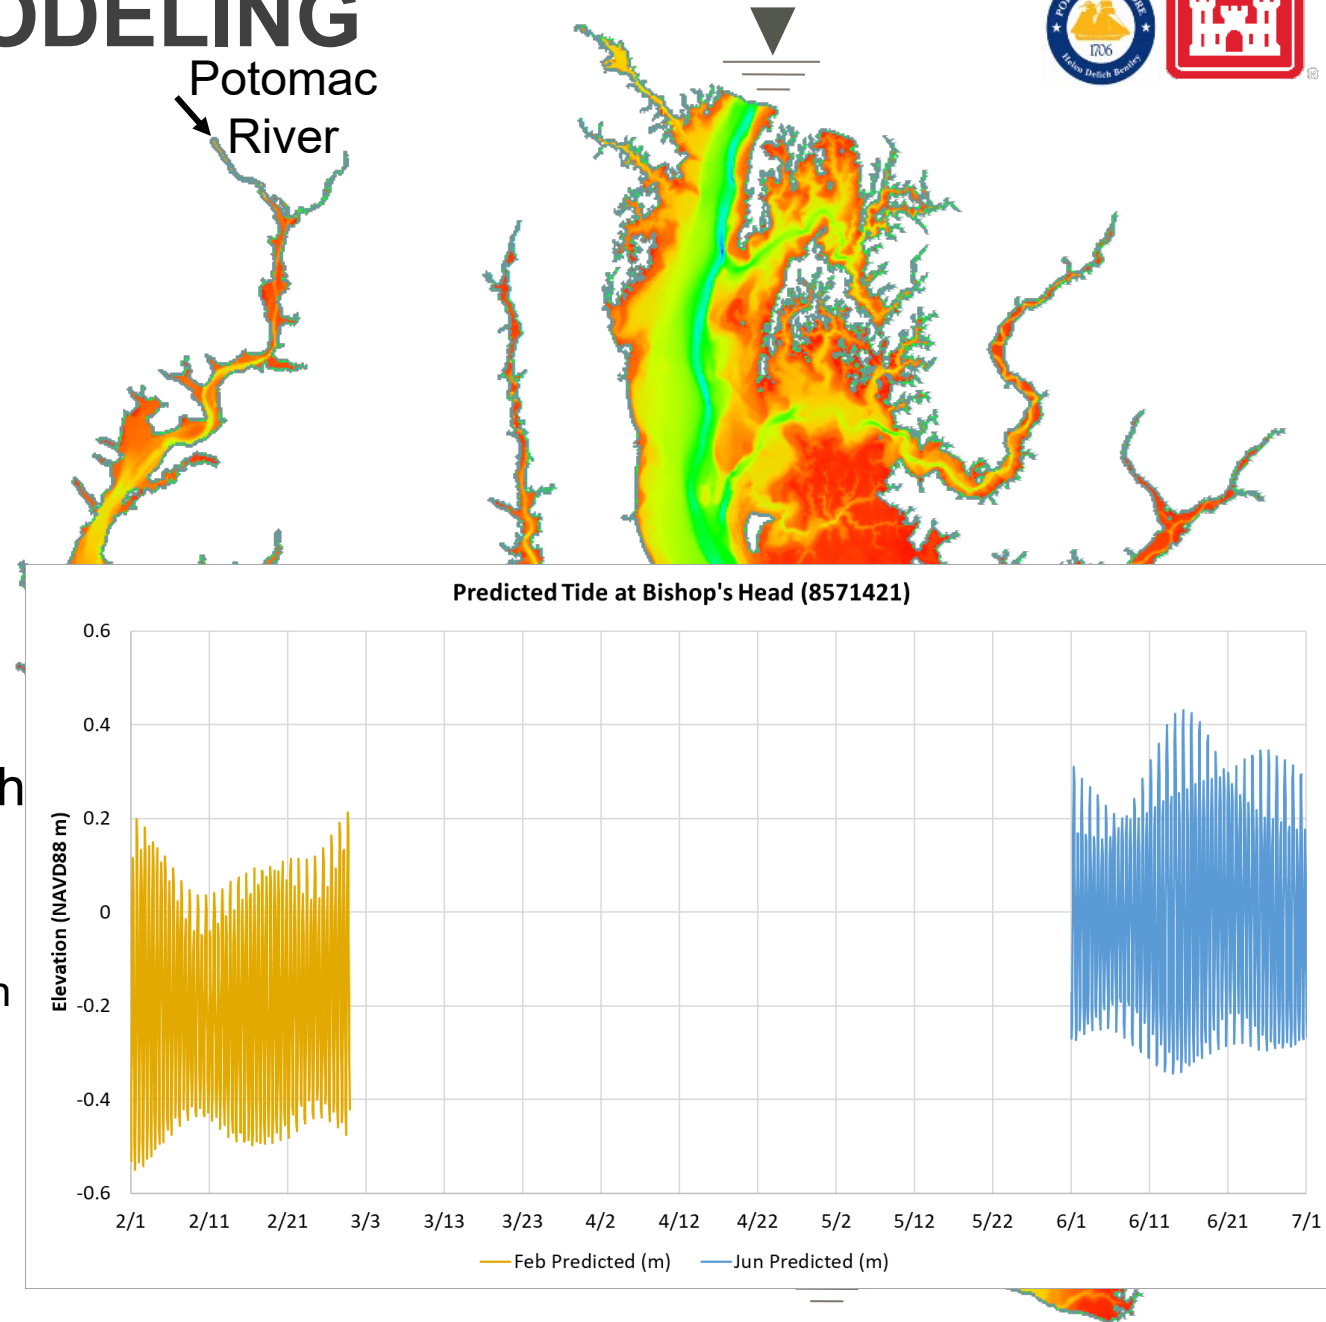 ODELING
Potomac
River
1706
Helen Delich Bentley
®
Predicted Tide at Bishop's Head (8571421)
Elevation (NAVD88 m)
0.6
0.4
0.2
0
-0.2
-0.4
-0.6
2/1 2/11 2/21 3/3 3/13 3/23 4/2 4/12 4/22 5/2 5/12 5/22 6/1 6/11 6/21 7/1
Feb Predicted (m) Jun Predicted (m)
h